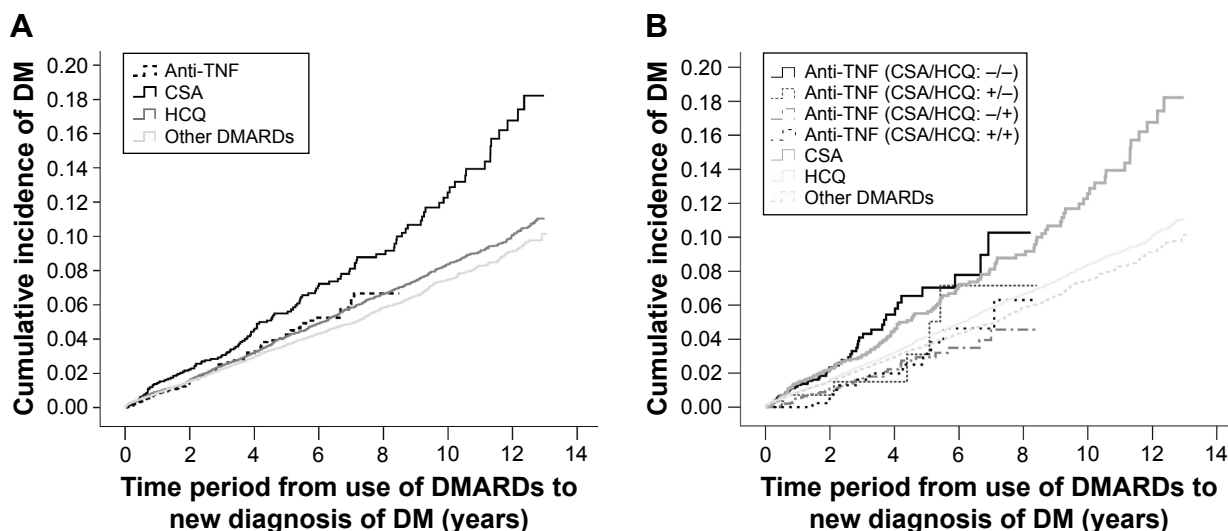 A
Cumulative incidence of DM
0.20
0.18
0.16
0.14
0.12
0.10
0.08
0.06
0.04
0.02
0.00
Anti-TNF
CSA
HCQ
Other DMARDs
0 2 4 6 8 10 12 14
Time period from use of DMARDs to
new diagnosis of DM (years)
B
Cumulative incidence of DM
0.20
0.18
0.16
0.14
0.12
0.10
0.08
0.06
0.04
0.02
0.00
Anti-TNF (CSA/HCQ: –/–)
Anti-TNF (CSA/HCQ: +/–)
Anti-TNF (CSA/HCQ: –/+)
Anti-TNF (CSA/HCQ: +/+)
CSA
HCQ
Other DMARDs
0 2 4 6 8 10 12 14
Time period from use of DMARDs to
new diagnosis of DM (years)